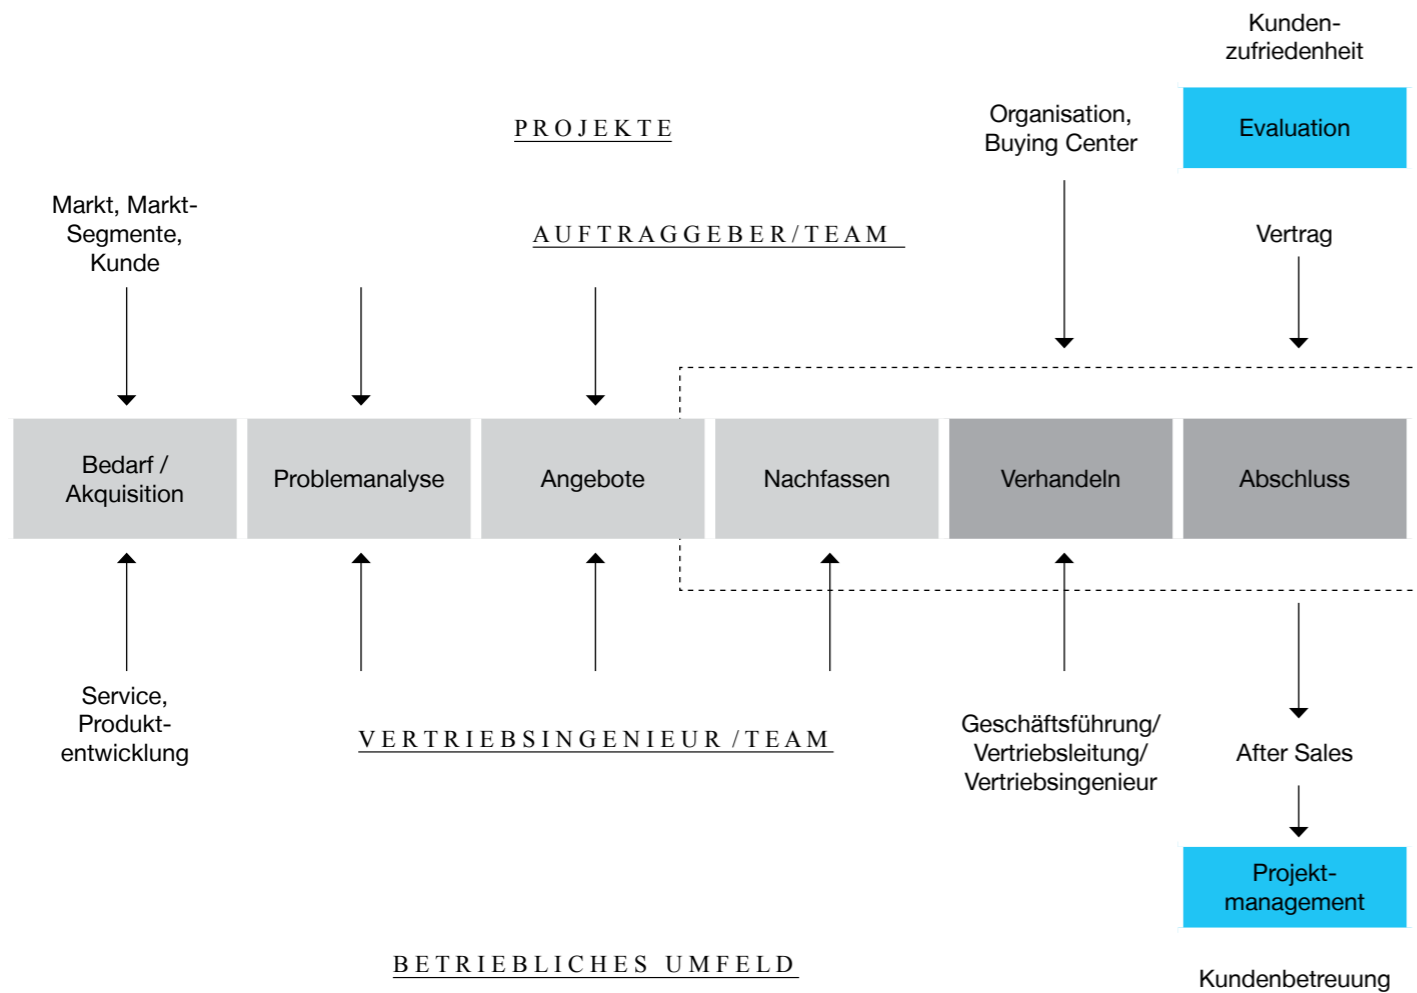 Kunden-
zufriedenheit
Evaluation
PROJEKTE
Organisation,
Buying Center
Markt, Markt-
Segmente,
Kunde
AUFTRAGGEBER/TEAM
Vertrag
Bedarf /
Akquisition
Problemanalyse
Angebote
Nachfassen
Verhandeln
Abschluss
Service,
Produkt-
entwicklung
VERTRIEBSINGENIEUR /TEAM
Geschäftsführung/
Vertriebsleitung/
Vertriebsingenieur
After Sales
Projekt-
management
BETRIEBLICHES UMFELD
Kundenbetreuung